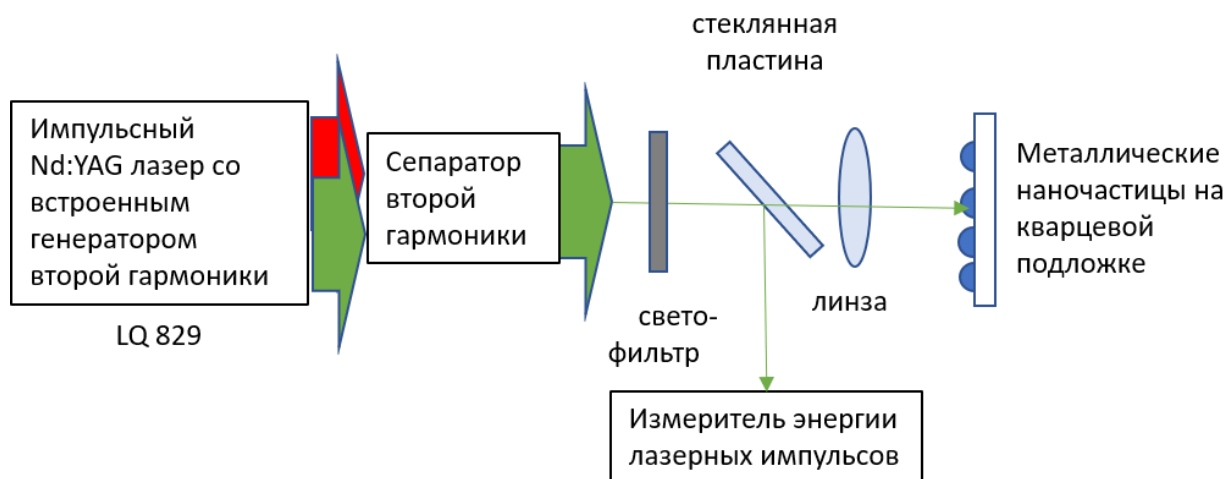 стеклянная
пластина
Импульсный
Nd:YAG лазер со
встроенным
генератором
второй гармоники
LQ 829
Сепаратор
второй
гармоники
свето-
фильтр
линза
Металлические
наночастицы на
кварцевой
подложке
Измеритель энергии
лазерных импульсов